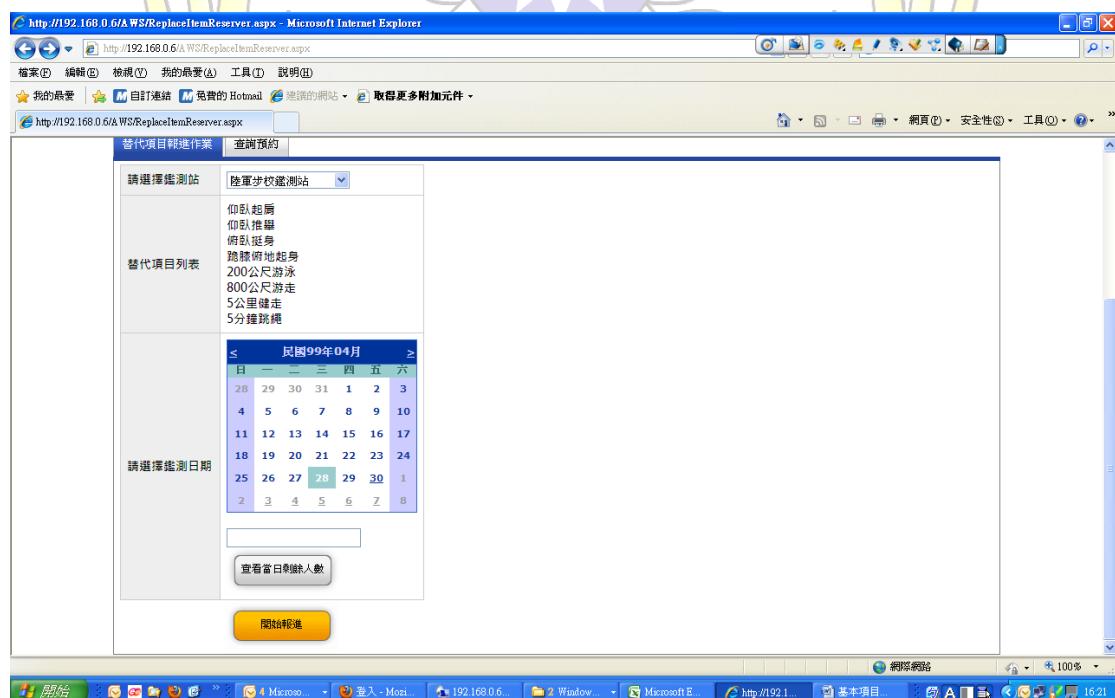 http://192.168.0.6/AWS/ReplaceItemReserver.aspx - Microsoft Internet Explorer
http://192.168.0.6/AWS/ReplaceItemReserver.aspx
檔案(F) 編輯(E) 檢視(V) 我的最愛(A) 工具(T) 說明(H)
我的最愛 自訂連結 免費的 Hotmail 建議的網站 取得更多附加元件
http://192.168.0.6/AWS/ReplaceItemReserver.aspx 網頁(P) 安全性(S) 工具(O)
替代項目報進作業 查詢預約
請選擇鑑測站 陸軍步校鑑測站
替代項目列表
仰臥起肩
仰臥推舉
俯臥挺身
跪膝俯地起身
200公尺游泳
800公尺游走
5公里健走
5分鐘跳繩
請選擇鑑測日期
< 民國99年04月 >
日 一 二 三 四 五 六
28 29 30 31 1 2 3
4 5 6 7 8 9 10
11 12 13 14 15 16 17
18 19 20 21 22 23 24
25 26 27 28 29 30 1
2 3 4 5 6 7 8
查看當日剩餘人數
開始報進
網際網路 100%
開始 4 Microso... 登入 - Mozi... 192.168.0.6... 2 Window... Microsoft E... http://192.1... 基本項目... 16:21